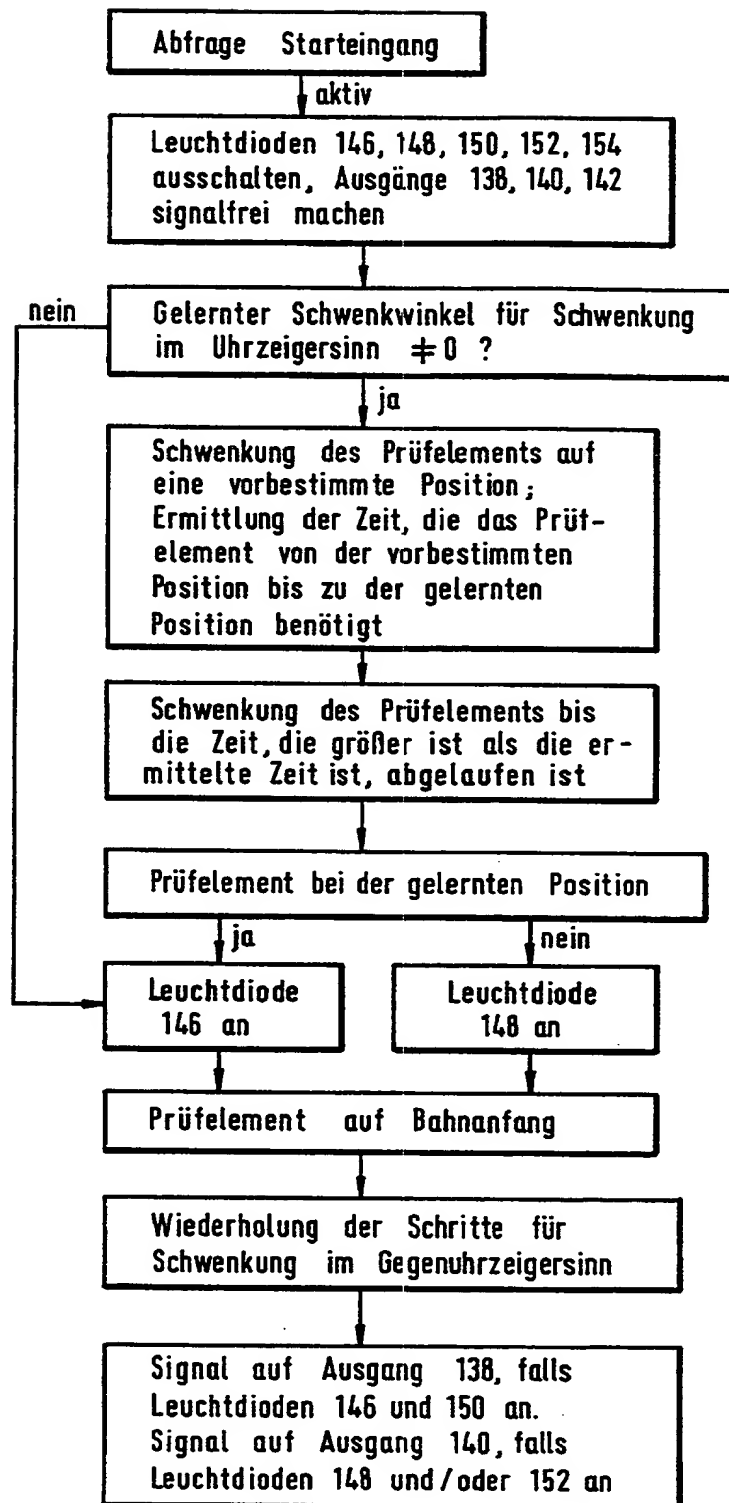 Abfrage Starteingang
aktiv
Leuchtdioden 146, 148, 150, 152, 154
ausschalten, Ausgänge 138, 140, 142
signalfrei machen
nein
Gelernter Schwenkwinkel für Schwenkung
im Uhrzeigersinn ≠ 0 ?
ja
Schwenkung des Prüfelements auf
eine vorbestimmte Position;
Ermittlung der Zeit, die das Prüf-
element von der vorbestimmten
Position bis zu der gelernten
Position benötigt
Schwenkung des Prüfelements bis
die Zeit, die größer ist als die er-
mittelte Zeit ist, abgelaufen ist
Prüfelement bei der gelernten Position
ja
nein
Leuchtdiode
146 an
Leuchtdiode
148 an
Prüfelement auf Bahnanfang
Wiederholung der Schritte für
Schwenkung im Gegenuhrzeigersinn
Signal auf Ausgang 138, falls
Leuchtdioden 146 und 150 an.
Signal auf Ausgang 140, falls
Leuchtdioden 148 und/oder 152 an